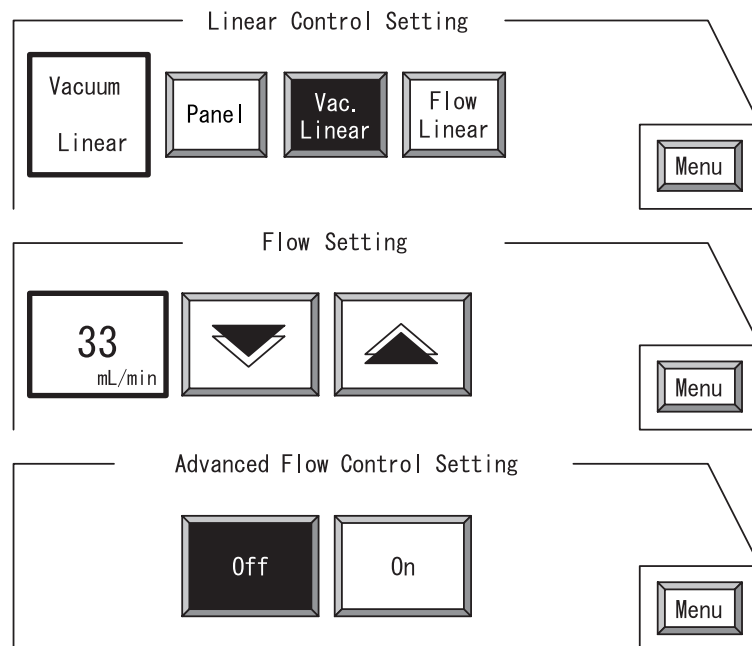 Linear Control Setting
Vacuum
Linear
Panel
Vac.
Linear
Flow
Linear
Menu
Flow Setting
33
mL/min
Menu
Advanced Flow Control Setting
Off
On
Menu